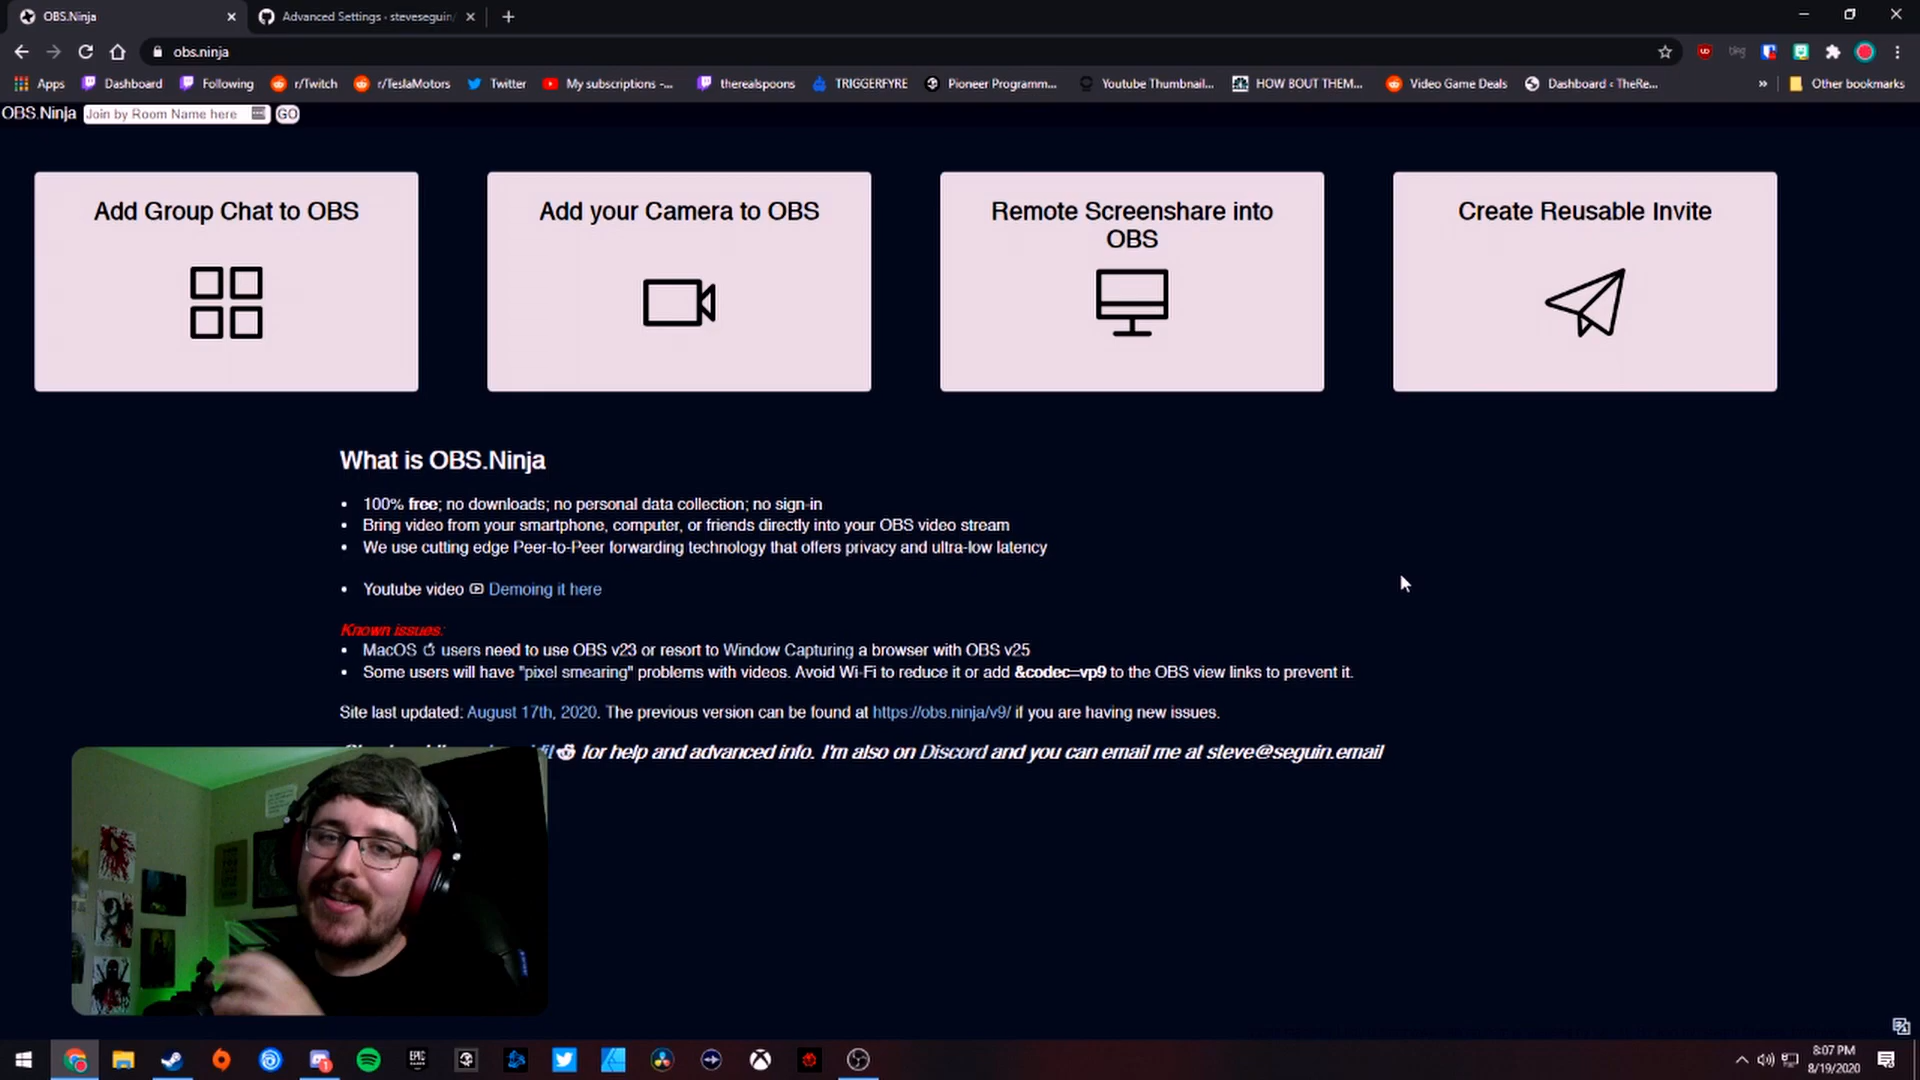 OBS.Ninja
Advanced Settings - steveseguin/
obs.ninja
Apps
Dashboard
Following
r/Twitch
r/TeslaMotors
Twitter
My subscriptions -...
therealspoons
TRIGGERFYRE
Pioneer Programm...
Youtube Thumbnail...
HOW BOUT THEM...
Video Game Deals
Dashboard ‹ TheRe...
»
Other bookmarks
OBS.Ninja
Join by Room Name here
GO
Add Group Chat to OBS
Add your Camera to OBS
Remote Screenshare into
OBS
Create Reusable Invite
What is OBS.Ninja
• 100% free; no downloads; no personal data collection; no sign-in
• Bring video from your smartphone, computer, or friends directly into your OBS video stream
• We use cutting edge Peer-to-Peer forwarding technology that offers privacy and ultra-low latency
• Youtube video Demoing it here
Known issues:
• MacOS users need to use OBS v23 or resort to Window Capturing a browser with OBS v25
• Some users will have "pixel smearing" problems with videos. Avoid Wi-Fi to reduce it or add &codec=vp9 to the OBS view links to prevent it.
Site last updated: August 17th, 2020. The previous version can be found at https://obs.ninja/v9/ if you are having new issues.
for help and advanced info. I'm also on Discord and you can email me at steve@seguin.email
EPIC
8:07 PM
8/19/2020